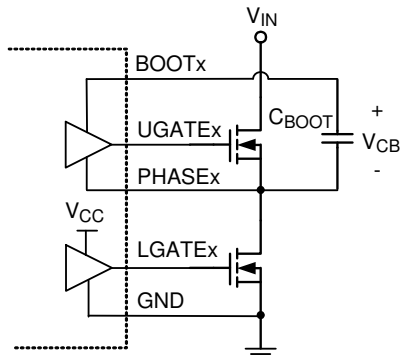 VIN
BOOTx
CBOOT
+
VCB
-
UGATEx
PHASEx
VCC
LGATEx
GND